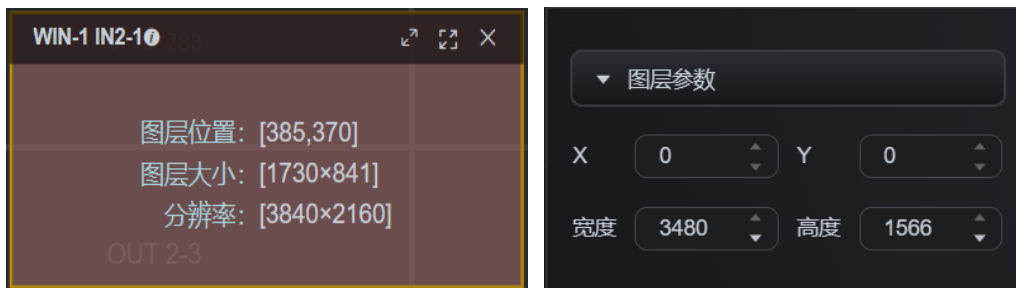 WIN-1 IN2-1
图层位置: [385,370]
图层大小: [1730×841]
分辨率: [3840×2160]
OUT 2-3
图层参数
X 0 Y 0
宽度 3480 高度 1566